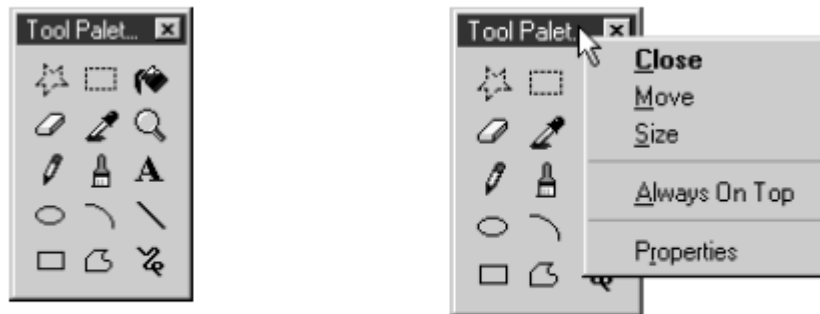 Tool Palet...
A
Tool Palet...
Close
Move
Size
Always On Top
Properties